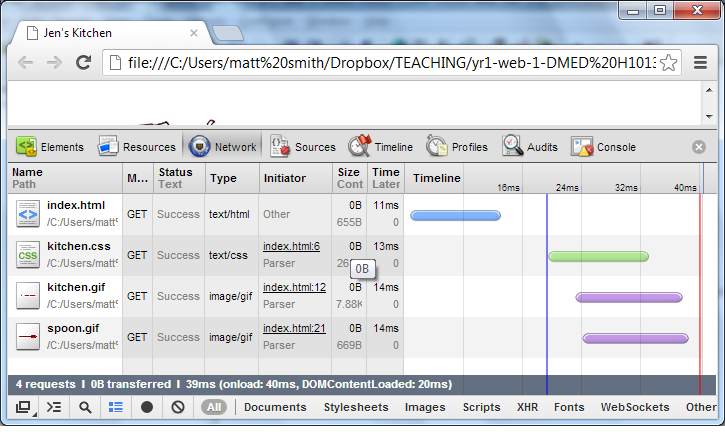 Jen's Kitchen
file:///C:/Users/matt%20smith/Dropbox/TEACHING/yr1-web-1-DMED%20H1013
Elements Resources Network Sources Timeline Profiles Audits Console
Name Path M... Status Text Type Initiator Size Cont Time Later Timeline 16ms 24ms 32ms 40ms
index.html GET Success text/html Other 0B 11ms
/C:/Users/matt% 655B 0
kitchen.css GET Success text/css index.html:6 0B 13ms
/C:/Users/matt% Parser 0
0B
kitchen.gif GET Success image/gif index.html:12 0B 14ms
/C:/Users/matt% Parser 7.88K 0
spoon.gif GET Success image/gif index.html:21 0B 14ms
/C:/Users/matt% Parser 669B 0
4 requests I 0B transferred I 39ms (onload: 40ms, DOMContentLoaded: 20ms)
All Documents Stylesheets Images Scripts XHR Fonts WebSockets Other